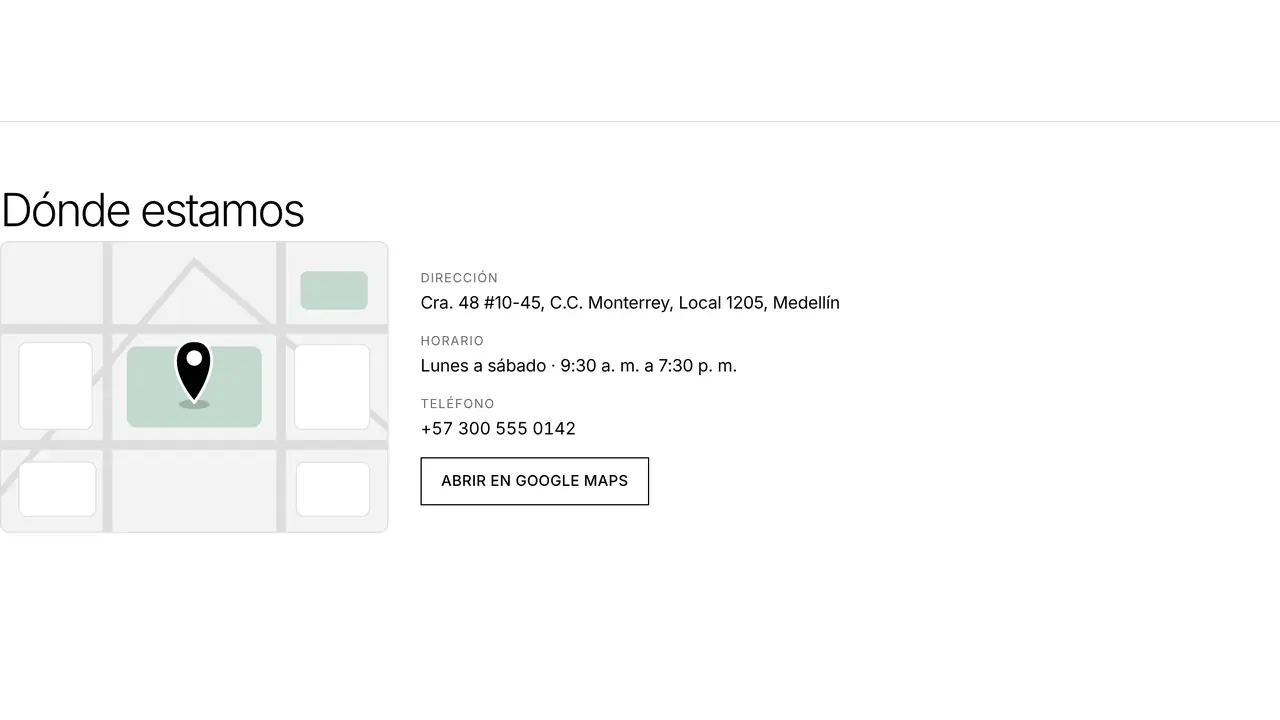 Dónde estamos
DIRECCIÓN
Cra. 48 #10-45, C.C. Monterrey, Local 1205, Medellín
HORARIO
Lunes a sábado · 9:30 a. m. a 7:30 p. m.
TELÉFONO
+57 300 555 0142
ABRIR EN GOOGLE MAPS